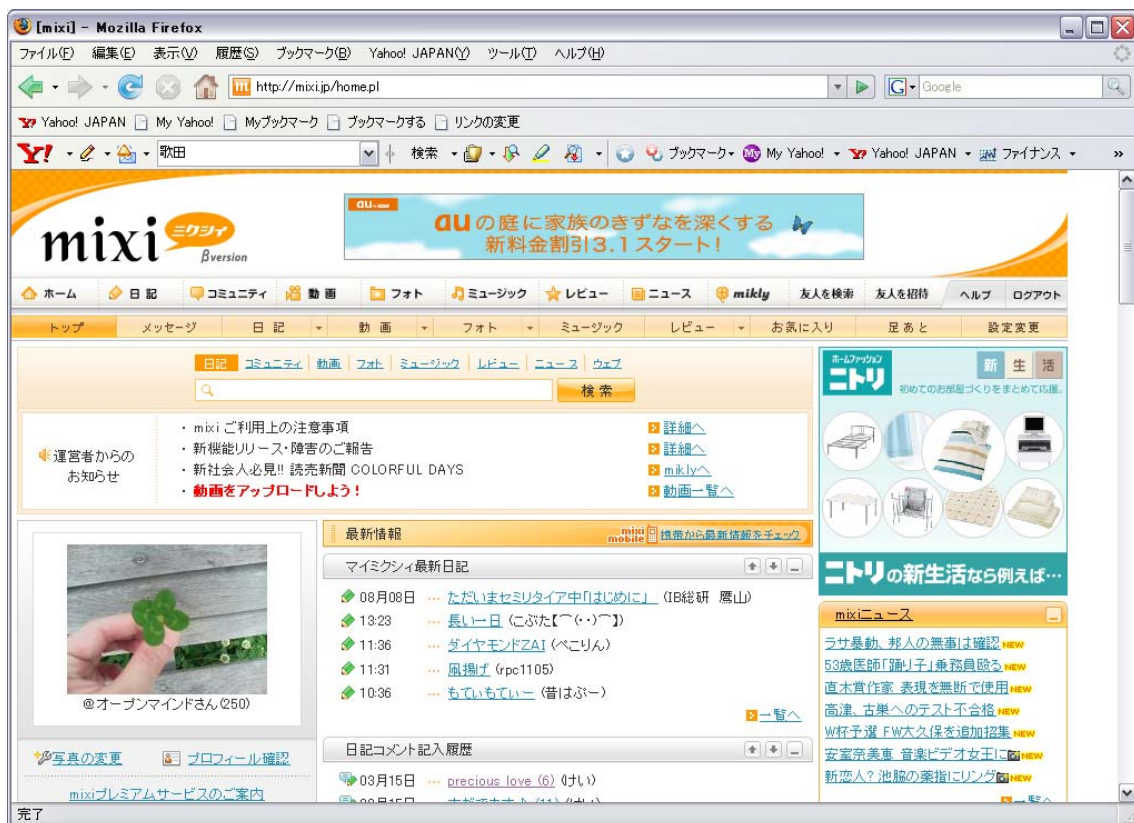 [mixi] - Mozilla Firefox
ファイル(F) 編集(E) 表示(V) 履歴(S) ブックマーク(B) Yahoo! JAPAN(Y) ツール(T) ヘルプ(H)
http://mixi.jp/home.pl Google
Yahoo! JAPAN My Yahoo! Myブックマーク ブックマークする リンクの変更
Y! 歌田 検索 ブックマーク My Yahoo! Yahoo! JAPAN ファイナンス »
mixi ミクシィ βversion
au
auの庭に家族のきずなを深くする
新料金割引3.1スタート!
ホーム 日記 コミュニティ 動画 フォト ミュージック レビュー ニュース mikly 友人を検索 友人を招待 ヘルプ ログアウト
トップ メッセージ 日記 動画 フォト ミュージック レビュー お気に入り 足あと 設定変更
日記 コミュニティ 動画 フォト ミュージック レビュー ニュース ウェブ
検索
運営者からの
お知らせ
・mixi ご利用上の注意事項 詳細へ
・新機能リリース・障害のご報告 詳細へ
・新社会人必見!! 読売新聞 COLORFUL DAYS miklyへ
・動画をアップロードしよう! 動画一覧へ
ホームファッション
ニトリ
新生活
初めてのお部屋づくりをまとめて応援。
ニトリの新生活なら例えば…
@オープンマインドさん(250)
写真の変更 プロフィール確認
mixiプレミアムサービスのご案内
最新情報 mixi mobile 携帯から最新情報をチェック
マイミクシィ最新日記
08月08日 … ただいまセミリタイア中「はじめに」 (IB総研 鷹山)
13:23 … 長い一日 (こぶた【⌒(・・)⌒】)
11:36 … ダイヤモンドZAI (ぺこりん)
11:31 … 凧揚げ (rpc1105)
10:36 … もていもてぃー (昔はぶー)
一覧へ
日記コメント記入履歴
03月15日 … precious love (6) (けい)
mixiニュース
ラサ暴動、邦人の無事は確認 NEW
53歳医師「踊り子」乗務員殴る NEW
直木賞作家 表現を無断で使用 NEW
高津、古巣へのテスト不合格 NEW
W杯予選 FW大久保を追加招集 NEW
安室奈美恵 音楽ビデオ女王に NEW
新恋人? 池脇の薬指にリング NEW
一覧へ
完了